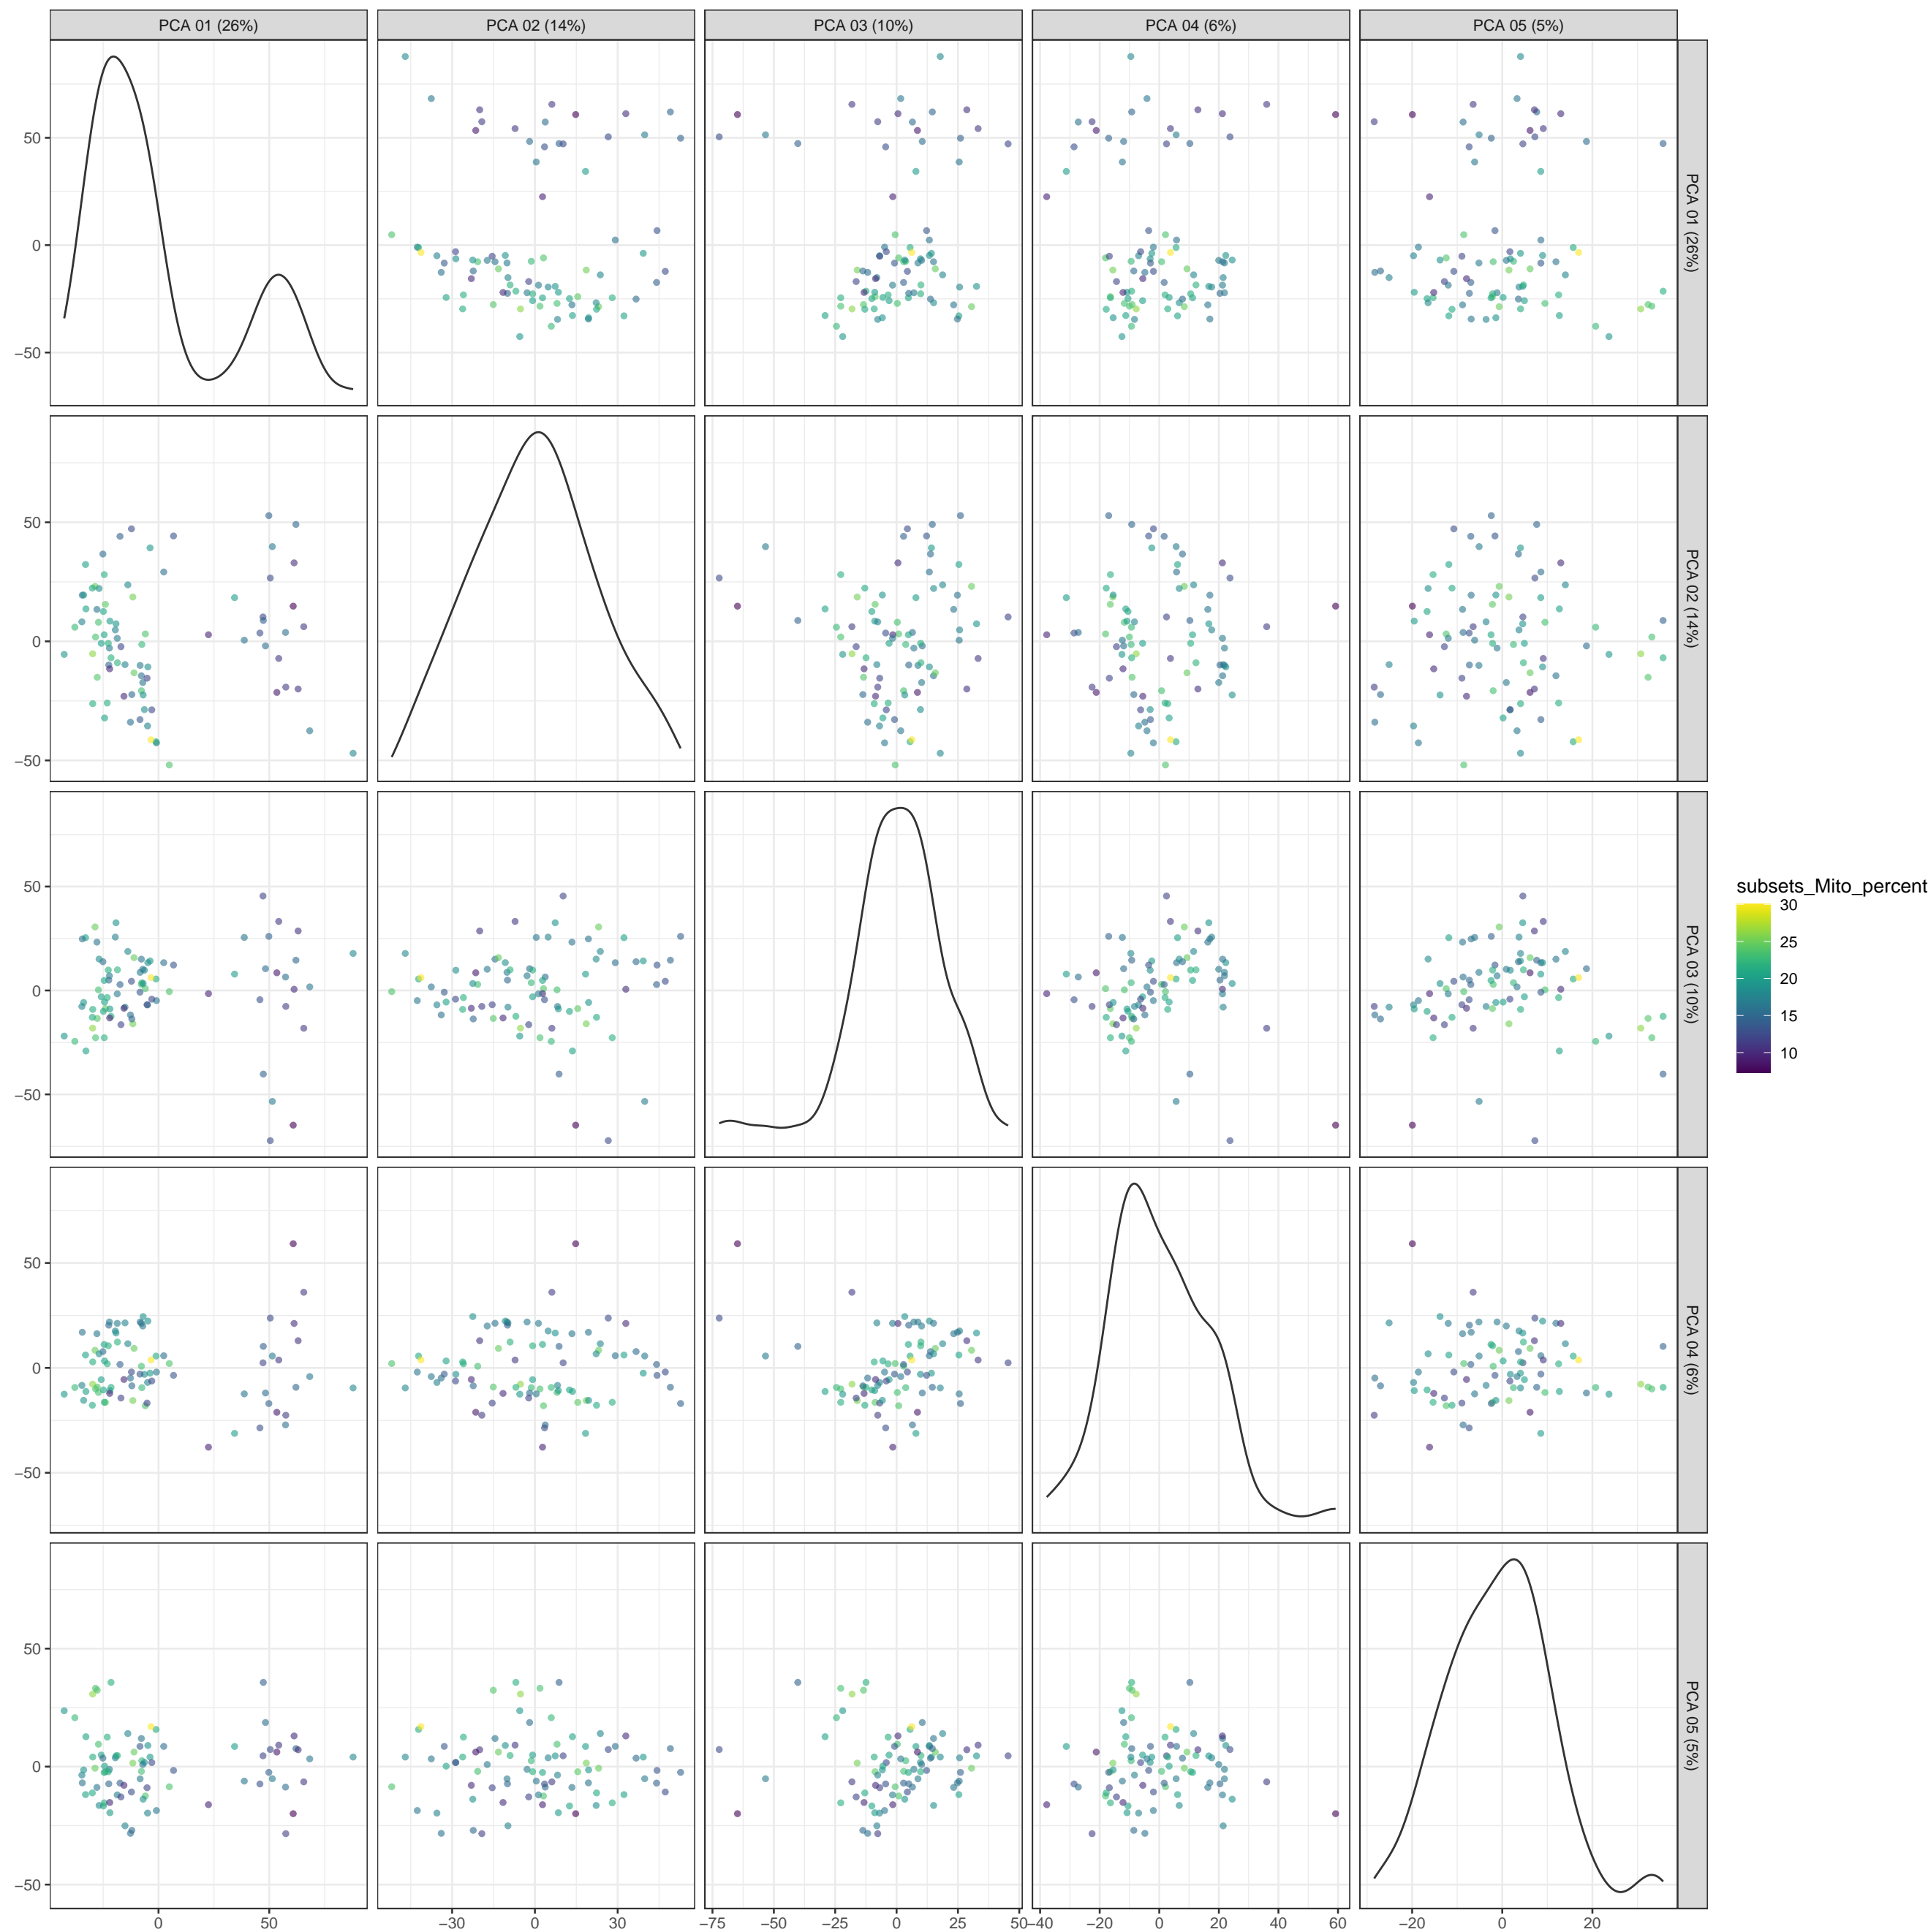 PCA 01 (26%)
PCA 02 (14%)
PCA 03 (10%)
PCA 04 (6%)
PCA 05 (5%)
50
0
−50
PCA 01 (26%)
50
0
−50
PCA 02 (14%)
50
0
−50
PCA 03 (10%)
subsets_Mito_percent
30
25
20
15
10
50
0
−50
PCA 04 (6%)
50
0
−50
PCA 05 (5%)
0 50 −30 0 30 −75 −50 −25 0 25 50 −40 −20 0 20 40 60 −20 0 20